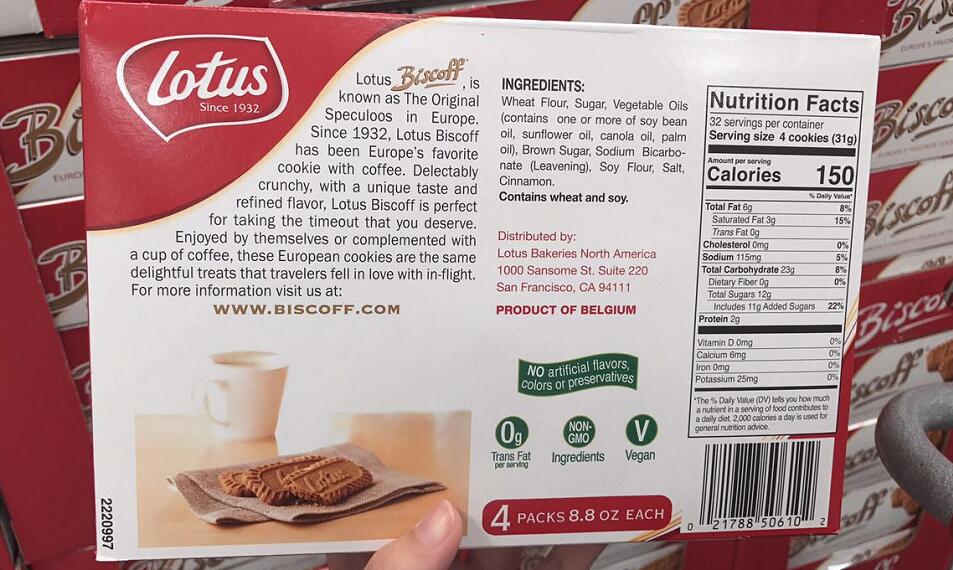 Lotus
Since 1932
Lotus Biscoff, is
known as The Original
Speculoos in Europe.
Since 1932, Lotus Biscoff
has been Europe's favorite
cookie with coffee. Delectably
crunchy, with a unique taste and
refined flavor, Lotus Biscoff is perfect
for taking the timeout that you deserve.
Enjoyed by themselves or complemented with
a cup of coffee, these European cookies are the same
delightful treats that travelers fell in love with in-flight.
For more information visit us at:
WWW.BISCOFF.COM
2220997
INGREDIENTS:
Wheat Flour, Sugar, Vegetable Oils
(contains one or more of soy bean
oil, sunflower oil, canola oil, palm
oil), Brown Sugar, Sodium Bicarbo-
nate (Leavening), Soy Flour, Salt,
Cinnamon.
Contains wheat and soy.
Distributed by:
Lotus Bakeries North America
1000 Sansome St. Suite 220
San Francisco, CA 94111
PRODUCT OF BELGIUM
NO artificial flavors,
colors or preservatives
0g
Trans Fat
per serving
NON-
GMO
Ingredients
V
Vegan
4 PACKS 8.8 OZ EACH
Nutrition Facts
32 servings per container
Serving size 4 cookies (31g)
Amount per serving
Calories 150
% Daily Value*
Total Fat 6g 8%
Saturated Fat 3g 15%
Trans Fat 0g
Cholesterol 0mg 0%
Sodium 115mg 5%
Total Carbohydrate 23g 8%
Dietary Fiber 0g 0%
Total Sugars 12g
Includes 11g Added Sugars 22%
Protein 2g
Vitamin D 0mg 0%
Calcium 6mg 0%
Iron 0mg 0%
Potassium 25mg 0%
*The % Daily Value (DV) tells you how much
a nutrient in a serving of food contributes to
a daily diet. 2,000 calories a day is used for
general nutrition advice.
0 21788 50610 2
Biscoff
Biscoff
Biscoff